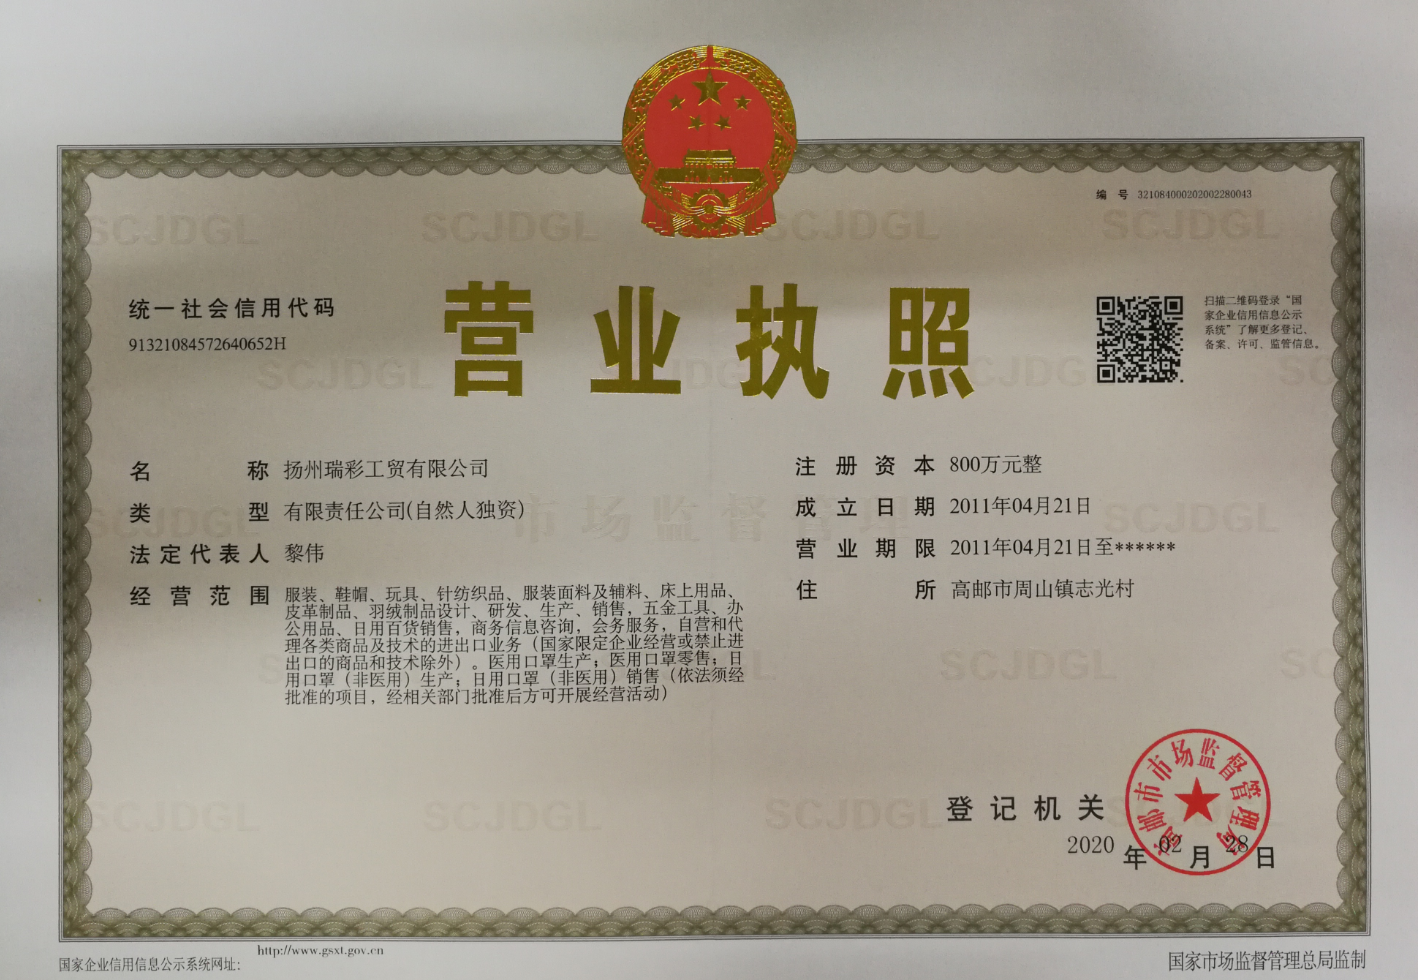 编 号 321084000202002280043
统一社会信用代码
91321084572640652H
营业执照
扫描二维码登录“国
家企业信用信息公示
系统”了解更多登记、
备案、许可、监管信息。
名 称 扬州瑞彩工贸有限公司
类 型 有限责任公司(自然人独资)
法定代表人 黎伟
经营范围 服装、鞋帽、玩具、针纺织品、服装面料及辅料、床上用品、
皮革制品、羽绒制品设计、研发、生产、销售，五金工具、办
公用品、日用百货销售，商务信息咨询，会务服务，自营和代
理各类商品及技术的进出口业务（国家限定企业经营或禁止进
出口的商品和技术除外）。医用口罩生产；医用口罩零售；日
用口罩（非医用）生产；日用口罩（非医用）销售（依法须经
批准的项目，经相关部门批准后方可开展经营活动）
注册资本 800万元整
成立日期 2011年04月21日
营业期限 2011年04月21日至******
住 所 高邮市周山镇志光村
市场监督管理
SCJDGL
登记机关
高邮市市场监督管理局
2020 年 02 月 28 日
国家企业信用信息公示系统网址: http://www.gsxt.gov.cn
国家市场监督管理总局监制